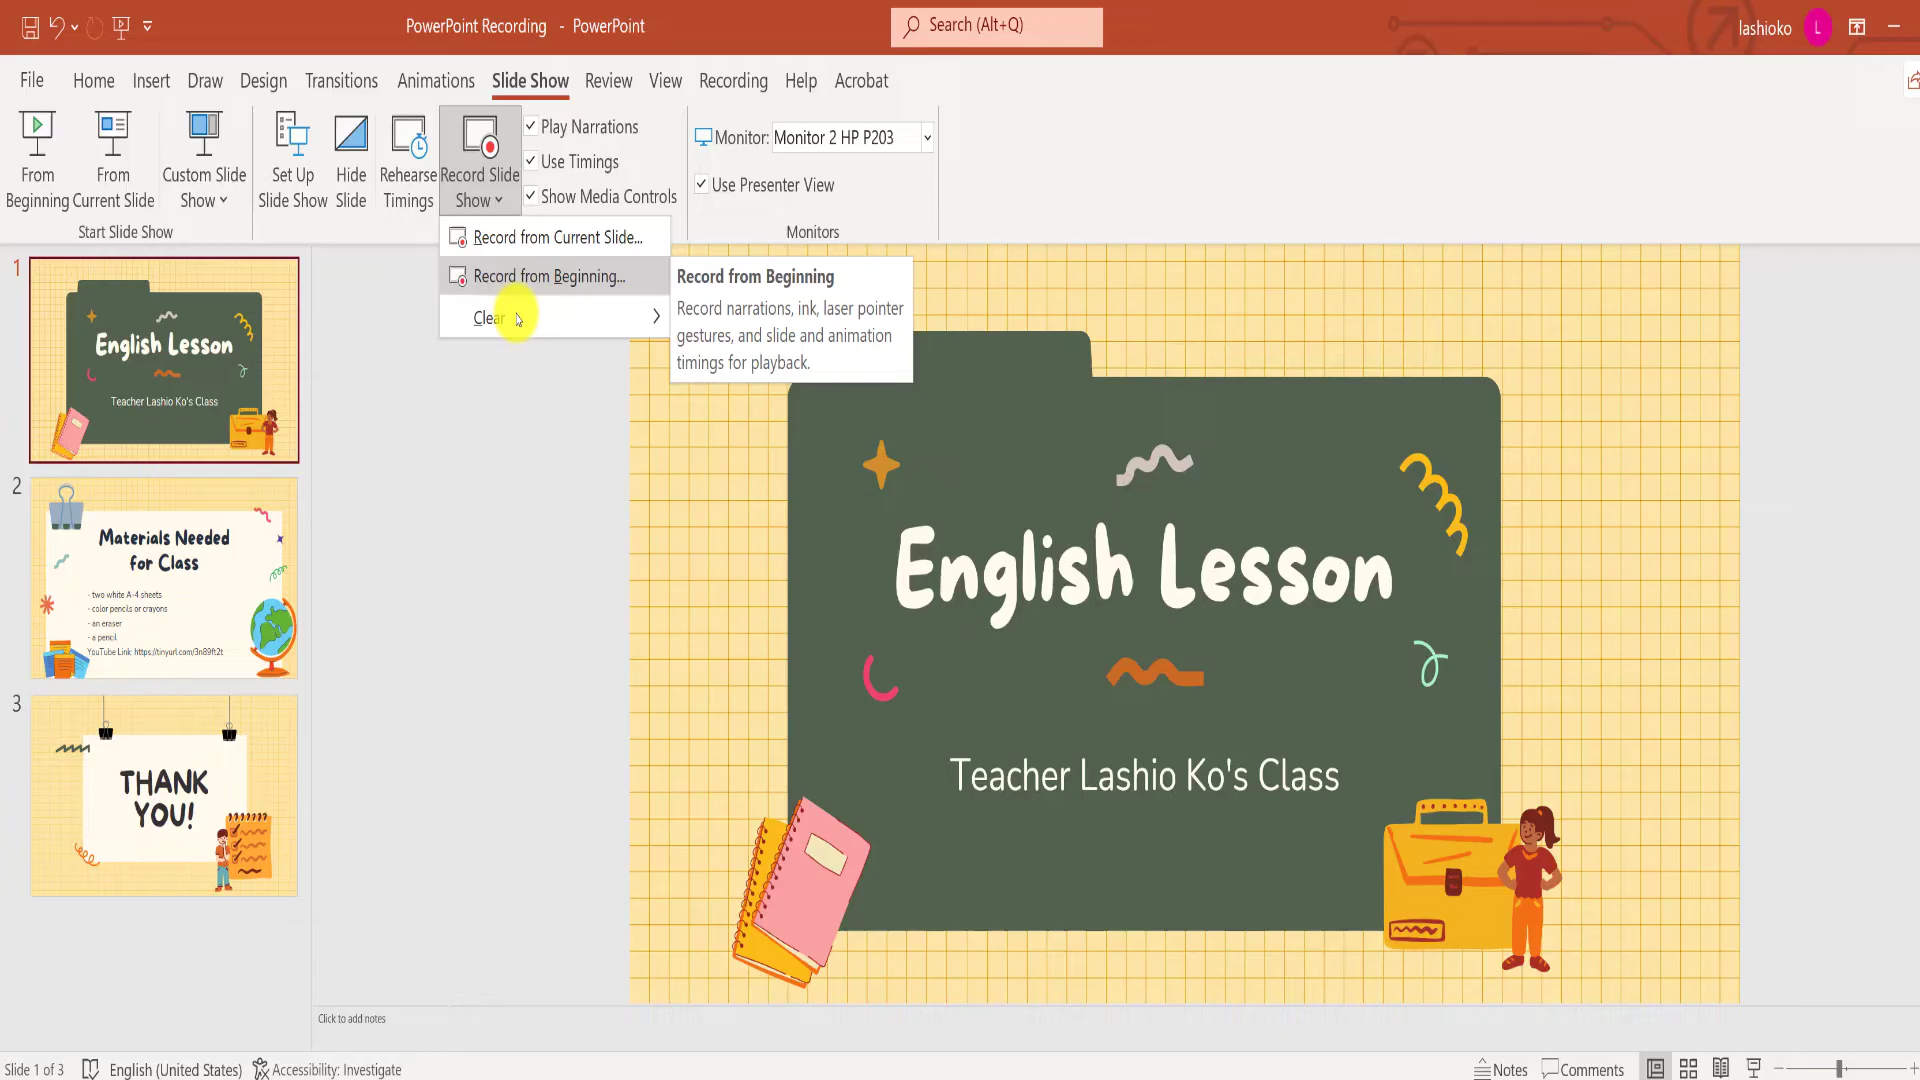 PowerPoint Recording - PowerPoint
Search (Alt+Q)
lashioko
L
File Home Insert Draw Design Transitions Animations Slide Show Review View Recording Help Acrobat
From Beginning
From Current Slide
Custom Slide Show
Set Up Slide Show
Hide Slide
Rehearse Timings
Record Slide Show
Play Narrations
Use Timings
Show Media Controls
Monitor: Monitor 2 HP P203
Use Presenter View
Start Slide Show
Monitors
Record from Current Slide...
Record from Beginning...
Clear
Record from Beginning
Record narrations, ink, laser pointer
gestures, and slide and animation
timings for playback.
1
English Lesson
Teacher Lashio Ko's Class
2
Materials Needed
for Class
- two white A-4 sheets
- color pencils or crayons
- an eraser
- a pencil
YouTube Link: https://tinyurl.com/3n89ft2t
3
THANK
YOU!
English Lesson
Teacher Lashio Ko's Class
Click to add notes
Slide 1 of 3 English (United States) Accessibility: Investigate
Notes Comments